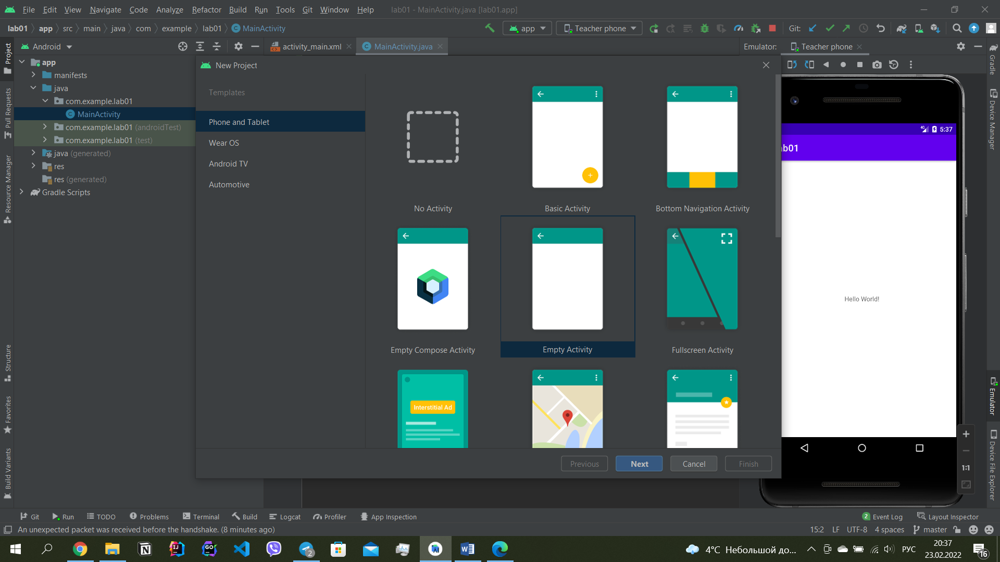 File Edit View Navigate Code Analyze Refactor Build Run Tools Git Window Help lab01 - MainActivity.java [lab01.app]
lab01 app src main java com example lab01 MainActivity app Teacher phone Git:
Project Android activity_main.xml MainActivity.java Emulator: Teacher phone
Gradle
app
New Project
manifests
java
Templates
com.example.lab01
MainActivity
Pull Requests
Device Manager
Phone and Tablet
com.example.lab01 (androidTest)
5:37
com.example.lab01 (test)
Wear OS
lab01
java (generated)
Android TV
res
Resource Manager
res (generated)
Automotive
Gradle Scripts
No Activity Basic Activity Bottom Navigation Activity
Hello World!
Empty Compose Activity Empty Activity Fullscreen Activity
Structure
Interstitial Ad
Favorites
Emulator
Build Variants
Previous Next Cancel Finish
1:1
Device File Explorer
Git Run TODO Problems Terminal Build Logcat Profiler App Inspection 2 Event Log Layout Inspector
An unexpected packet was received before the handshake. (8 minutes ago) 15:2 LF UTF-8 4 spaces master
2 4°C Небольшой до... РУС 20:37
23.02.2022 16